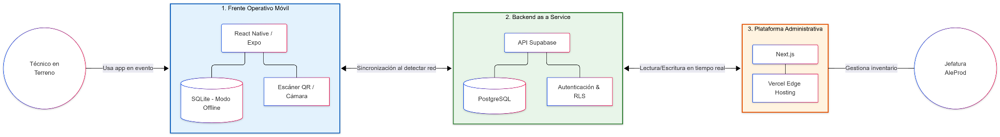 Técnico en
Terreno
Usa app en evento
1. Frente Operativo Móvil
React Native /
Expo
SQLite - Modo
Offline
Escáner QR /
Cámara
Sincronización al detectar red
2. Backend as a Service
API Supabase
PostgreSQL
Autenticación &
RLS
Lectura/Escritura en tiempo real
3. Plataforma Administrativa
Next.js
Vercel Edge
Hosting
Gestiona inventario
Jefatura
AleProd